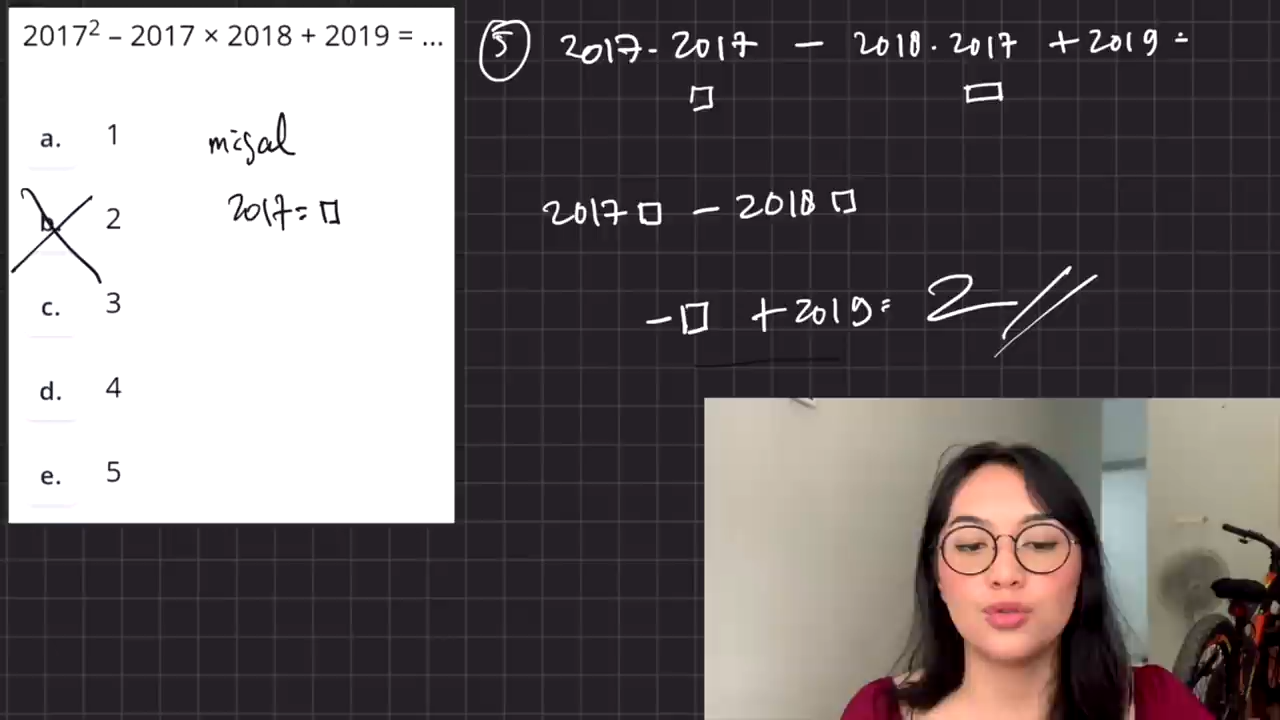 2017² – 2017 × 2018 + 2019 = ...
a. 1
b. 2
c. 3
d. 4
e. 5
misal
2017 = □
5 2017 · 2017 – 2018 · 2017 + 2019 =
□ □
2017 □ – 2018 □
– □ + 2019 = 2 //